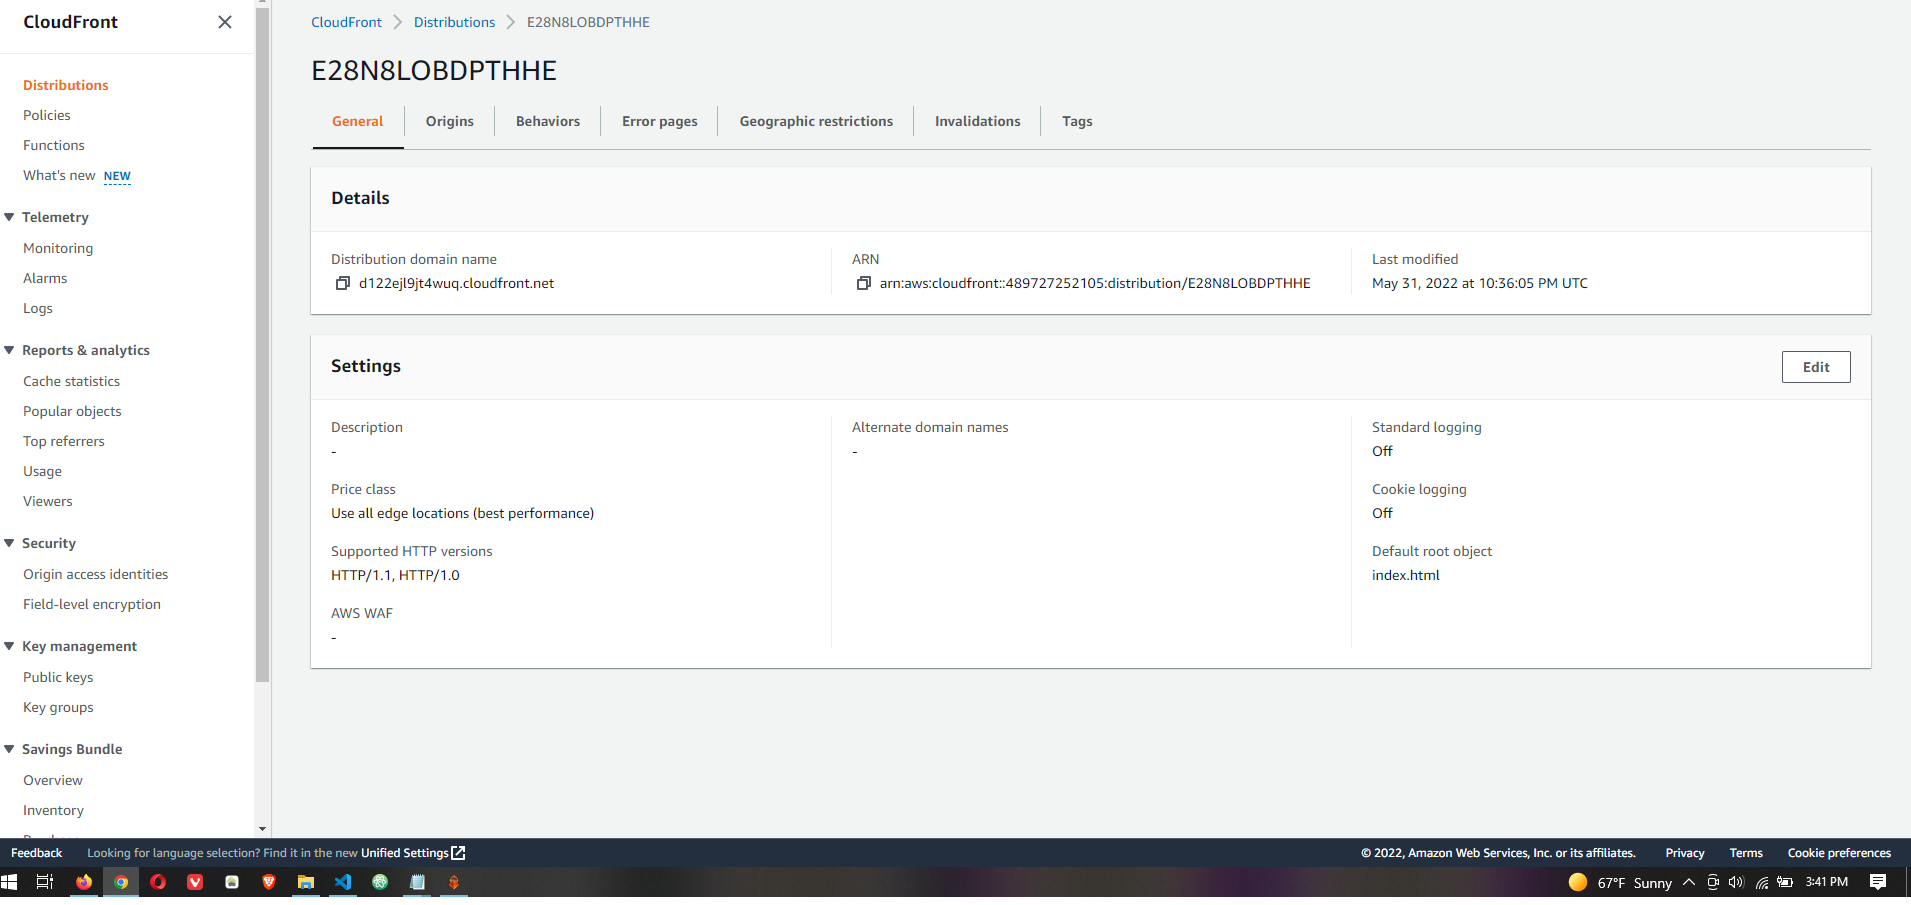 CloudFront
Distributions
Policies
Functions
What's new NEW
Telemetry
Monitoring
Alarms
Logs
Reports & analytics
Cache statistics
Popular objects
Top referrers
Usage
Viewers
Security
Origin access identities
Field-level encryption
Key management
Public keys
Key groups
Savings Bundle
Overview
Inventory
CloudFront Distributions E28N8LOBDPTHHE
E28N8LOBDPTHHE
General Origins Behaviors Error pages Geographic restrictions Invalidations Tags
Details
Distribution domain name
d122ejl9jt4wuq.cloudfront.net
ARN
arn:aws:cloudfront::489727252105:distribution/E28N8LOBDPTHHE
Last modified
May 31, 2022 at 10:36:05 PM UTC
Settings
Edit
Description
-
Price class
Use all edge locations (best performance)
Supported HTTP versions
HTTP/1.1, HTTP/1.0
AWS WAF
-
Alternate domain names
-
Standard logging
Off
Cookie logging
Off
Default root object
index.html
Feedback Looking for language selection? Find it in the new Unified Settings © 2022, Amazon Web Services, Inc. or its affiliates. Privacy Terms Cookie preferences
67°F Sunny 3:41 PM